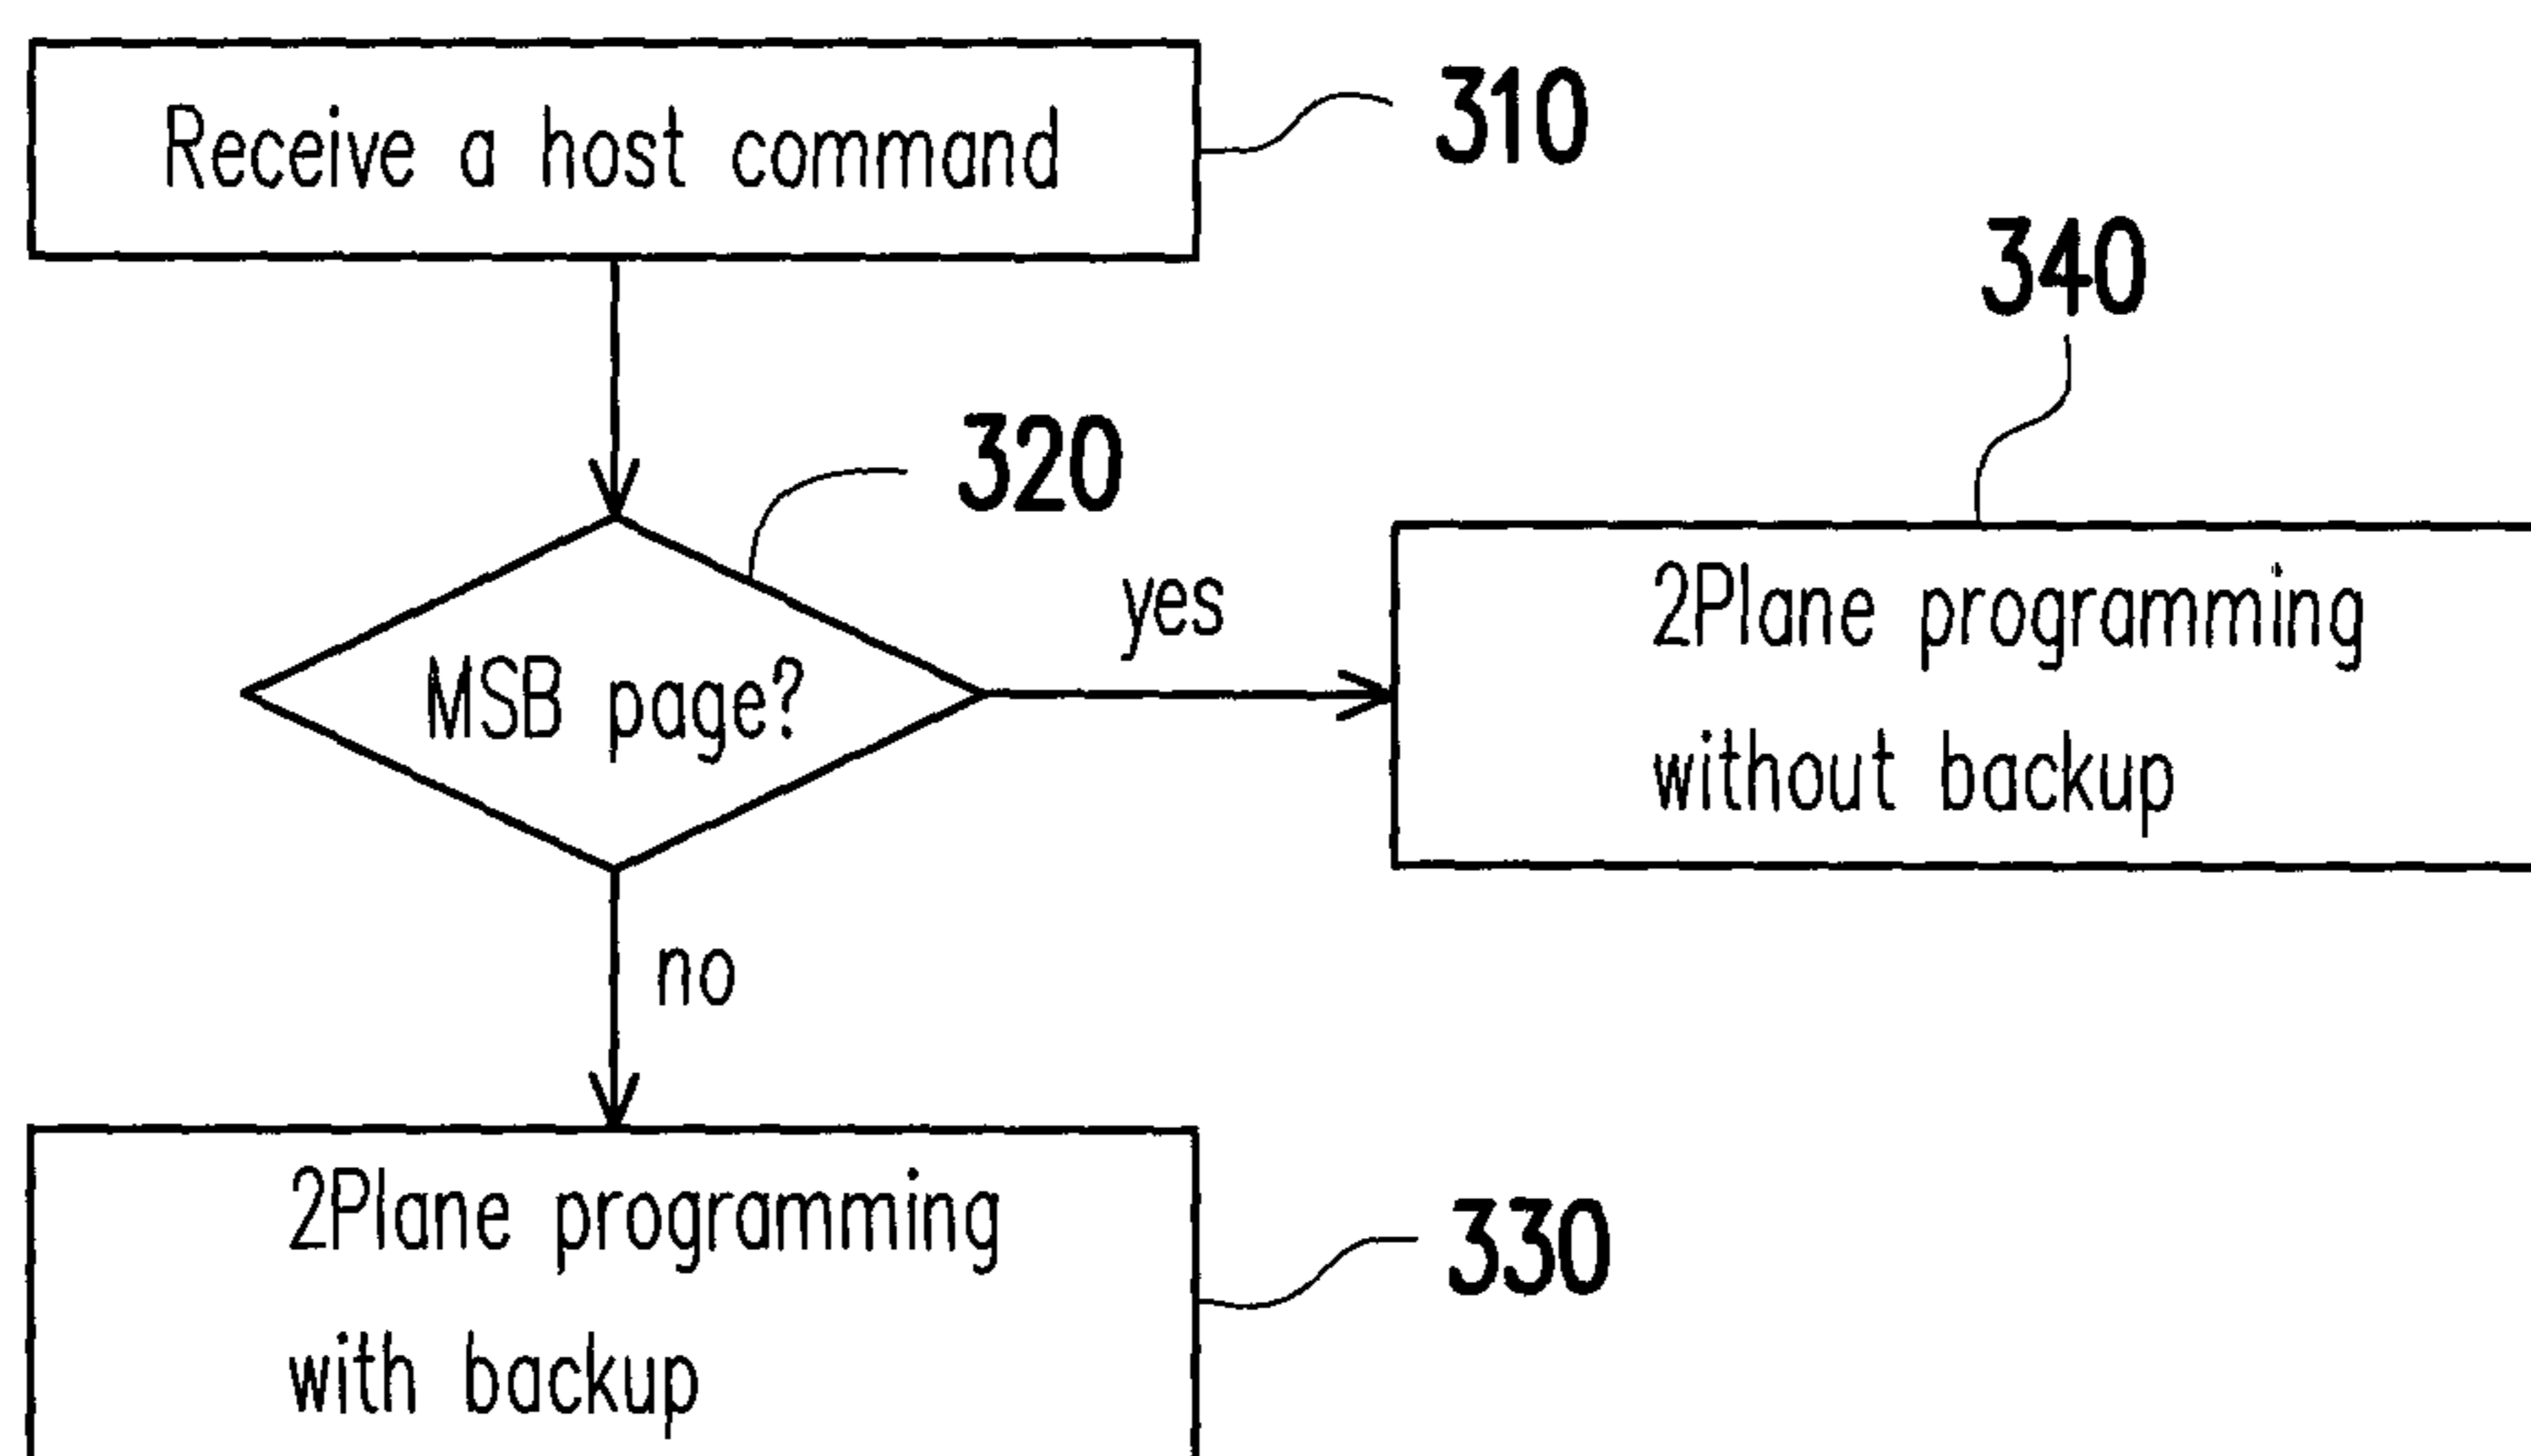 Receive a host command
310
340
320
MSB page?
yes
2Plane programming
without backup
no
2Plane programming
with backup
330